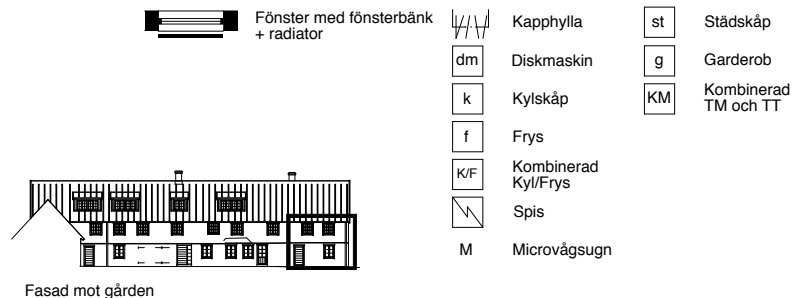 Fönster med fönsterbänk
+ radiator
Kapphylla
dm Diskmaskin
k Kylskåp
f Frys
K/F Kombinerad
Kyl/Frys
Spis
M Microvågsugn
st Städskåp
g Garderob
KM Kombinerad
TM och TT
Fasad mot gården